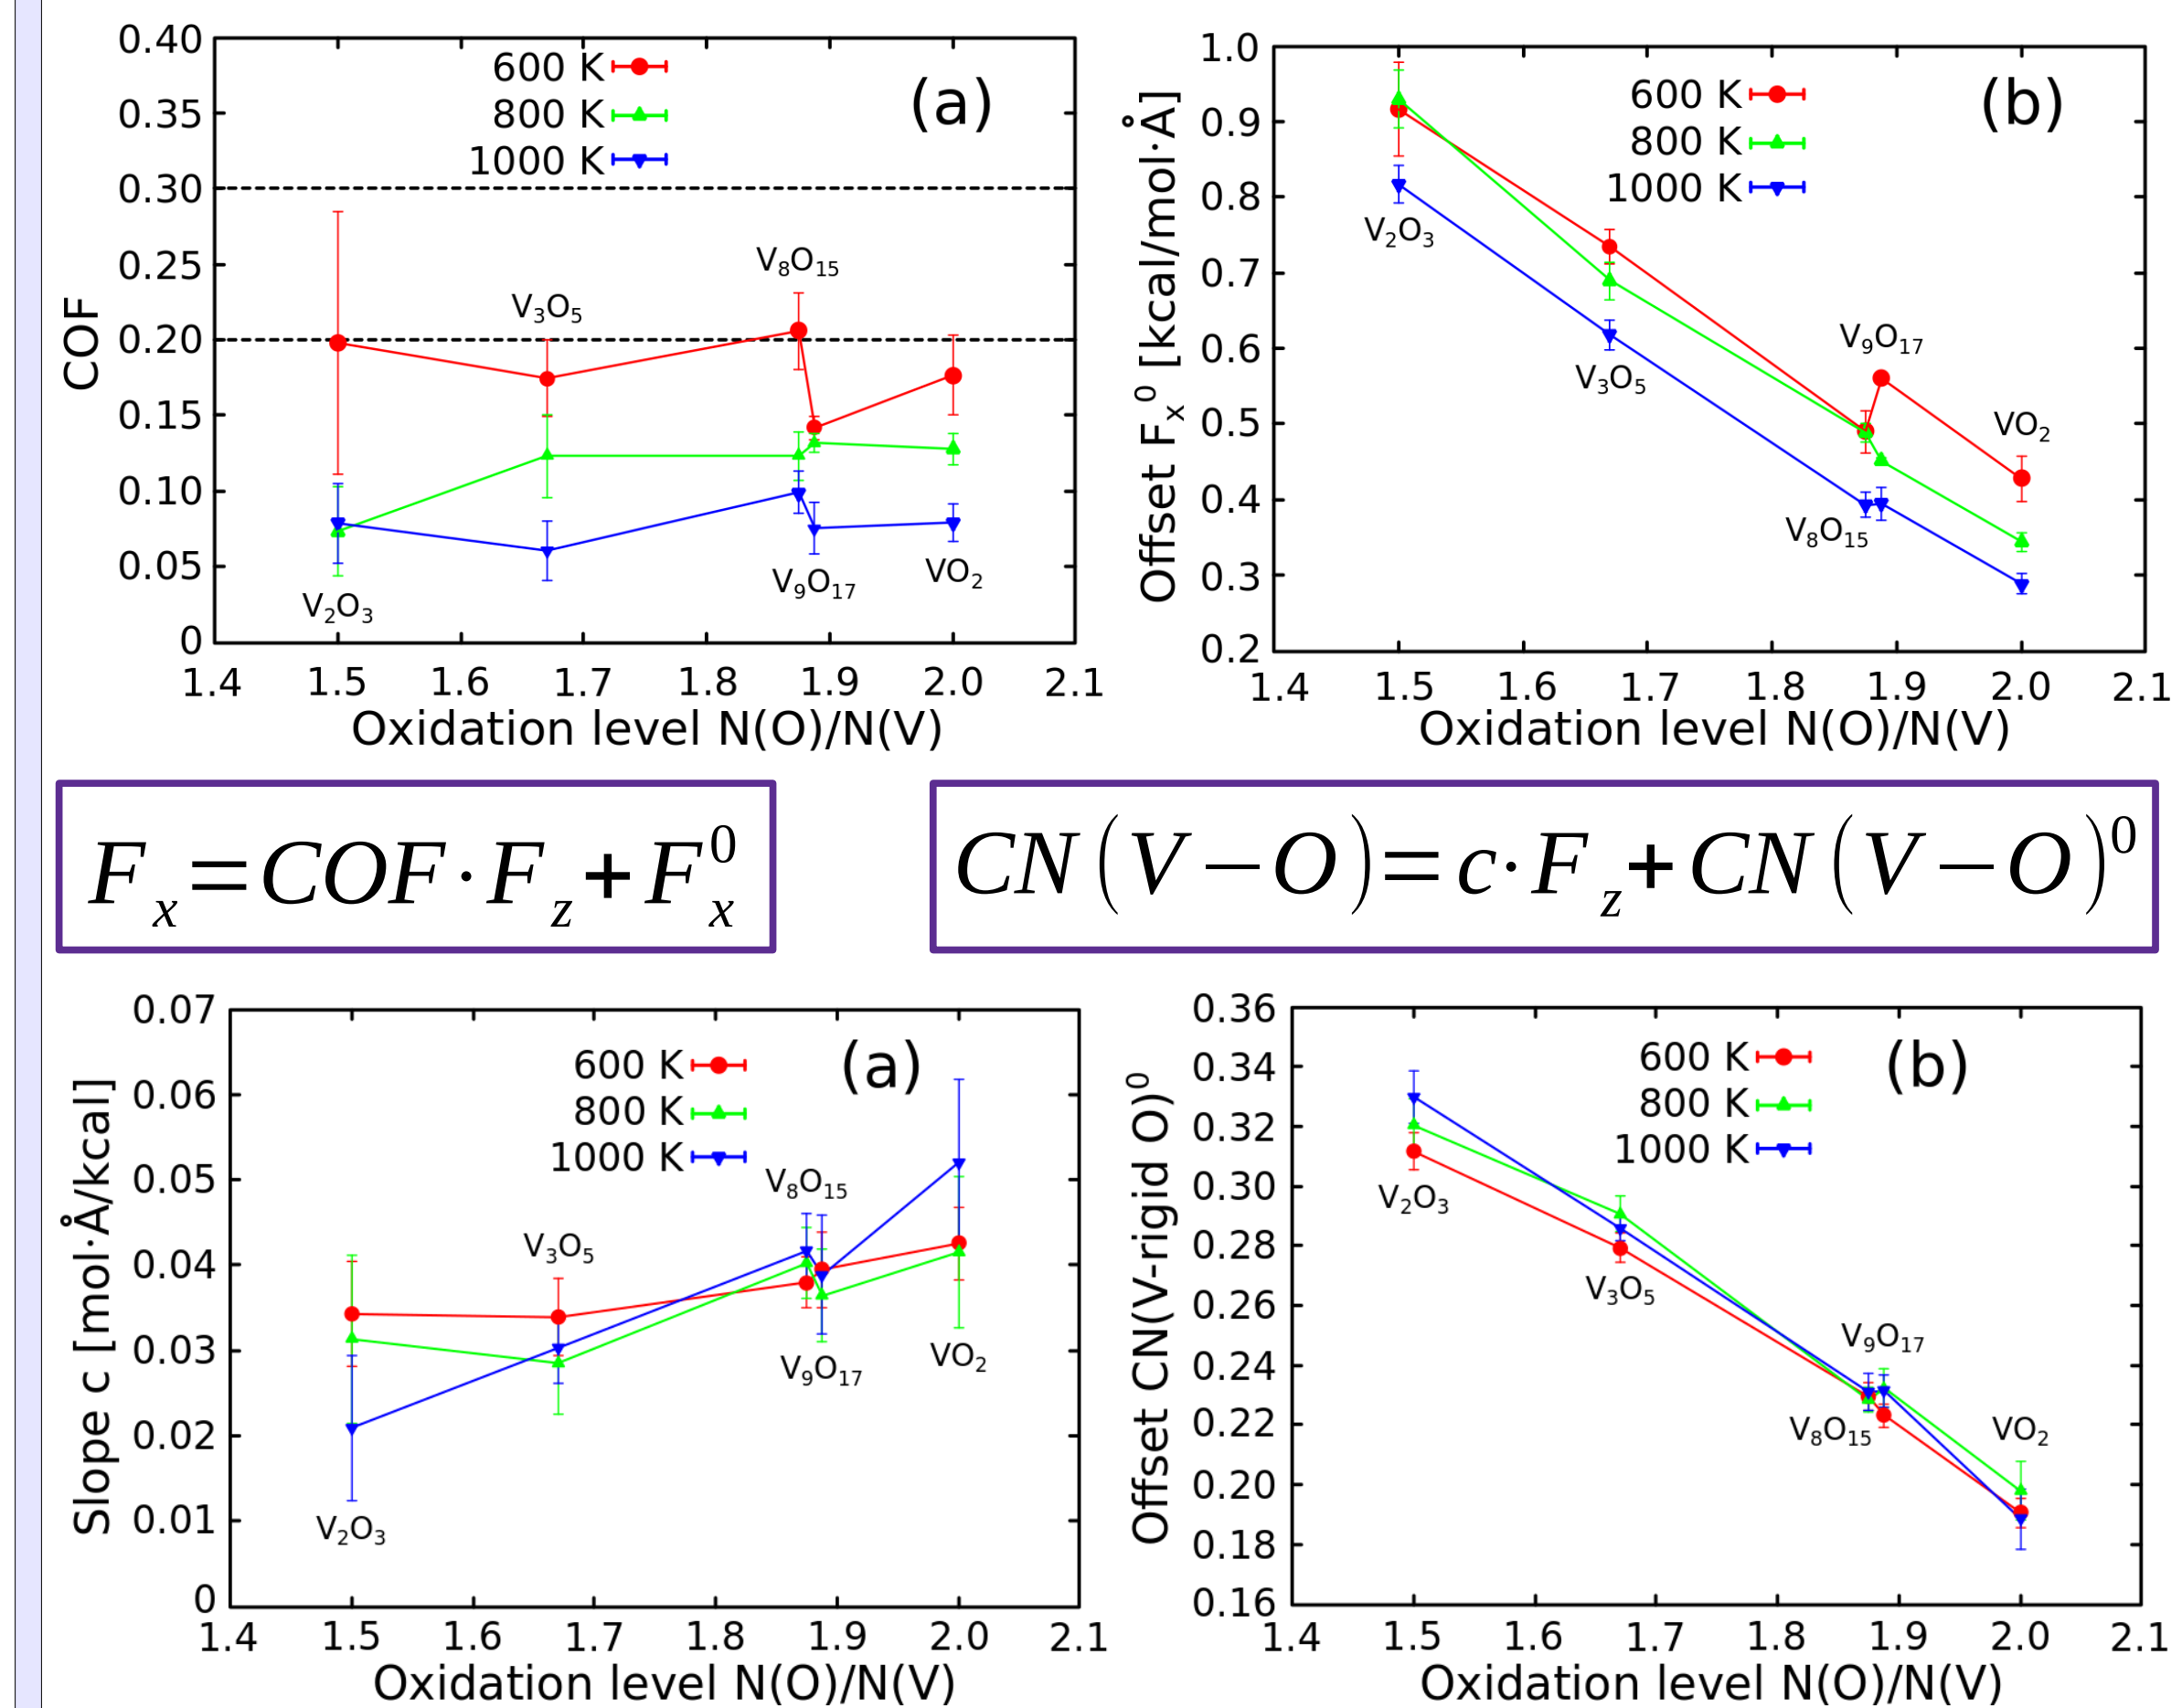 0.40
0.35
0.30
0.25
0.20
0.15
0.10
0.05
0
COF
600 K
800 K
1000 K
(a)
V₃O₅
V₈O₁₅
V₂O₃
V₉O₁₇
VO₂
1.4 1.5 1.6 1.7 1.8 1.9 2.0 2.1
Oxidation level N(O)/N(V)
1.0
0.9
0.8
0.7
0.6
0.5
0.4
0.3
0.2
Offset Fₓ⁰ [kcal/mol·Å]
600 K
800 K
1000 K
(b)
V₂O₃
V₃O₅
V₉O₁₇
VO₂
V₈O₁₅
1.4 1.5 1.6 1.7 1.8 1.9 2.0 2.1
Oxidation level N(O)/N(V)
F_x = COF · F_z + F_x^0
CN(V−O) = c · F_z + CN(V−O)^0
0.07
0.06
0.05
0.04
0.03
0.02
0.01
0
Slope c [mol·Å/kcal]
600 K
800 K
1000 K
(a)
V₈O₁₅
V₃O₅
V₉O₁₇
VO₂
V₂O₃
1.4 1.5 1.6 1.7 1.8 1.9 2.0 2.1
Oxidation level N(O)/N(V)
0.36
0.34
0.32
0.30
0.28
0.26
0.24
0.22
0.20
0.18
0.16
Offset CN(V-rigid O)⁰
600 K
800 K
1000 K
(b)
V₂O₃
V₃O₅
V₉O₁₇
V₈O₁₅
VO₂
1.4 1.5 1.6 1.7 1.8 1.9 2.0 2.1
Oxidation level N(O)/N(V)